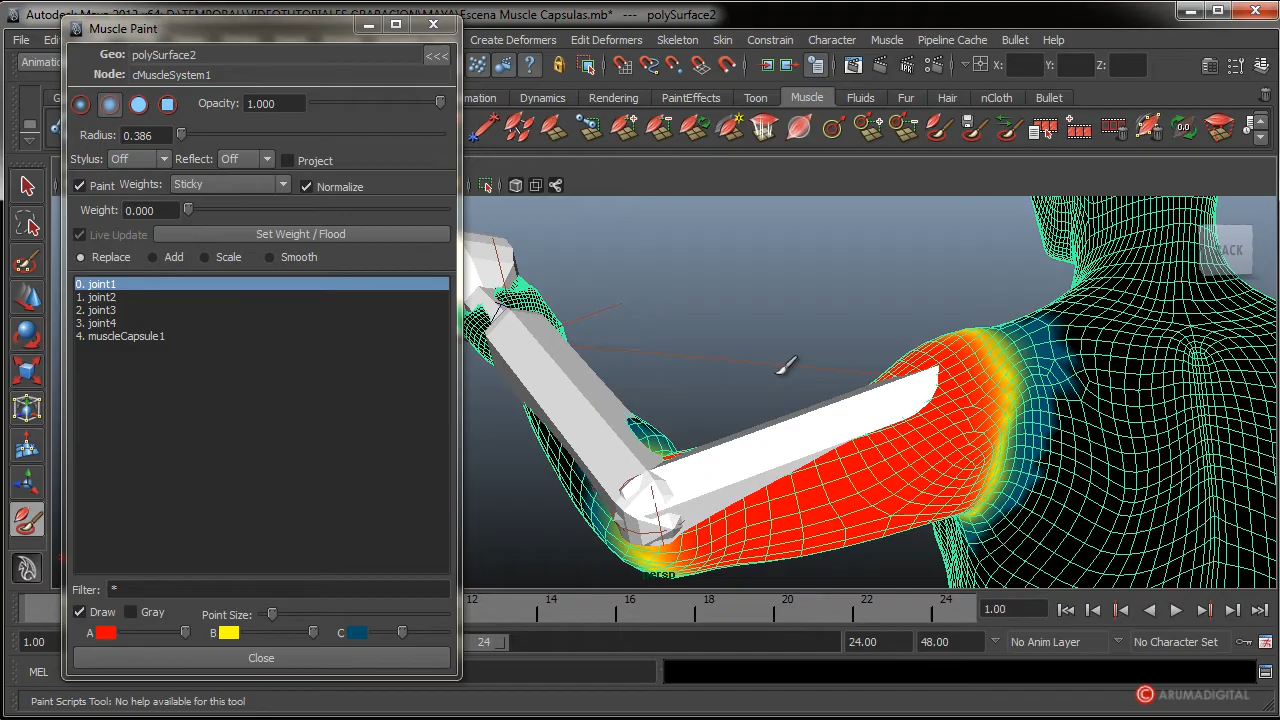 Autodesk Maya 2013 x64: D:\TEMPORAL\VIDEOTUTORIALES GRABACION\MAYA\Escena Muscle Capsulas.mb* --- polySurface2
Muscle Paint
File
Create Deformers Skeleton Skin Constrain Character Muscle Pipeline Cache Bullet Help
Geo: polySurface2 <<<
Node: cMuscleSystem1
X: Y: Z:
Opacity: 1.000
Dynamics Rendering PaintEffects Toon Muscle Fluids Fur Hair nCloth Bullet
Radius: 0.386
Stylus: Off Reflect: Off Project
Paint Weights: Sticky Normalize
Weight: 0.000
Live Update Set Weight / Flood
Replace Add Scale Smooth
0. joint1
1. joint2
2. joint3
3. joint4
4. muscleCapsule1
persp
Filter: *
Draw Gray Point Size:
A B C
12 14 16 18 20 22 24 1.00
1.00 24 24.00 48.00 No Anim Layer No Character Set
Close
MEL
Paint Scripts Tool: No help available for this tool
© ARUMADIGITAL